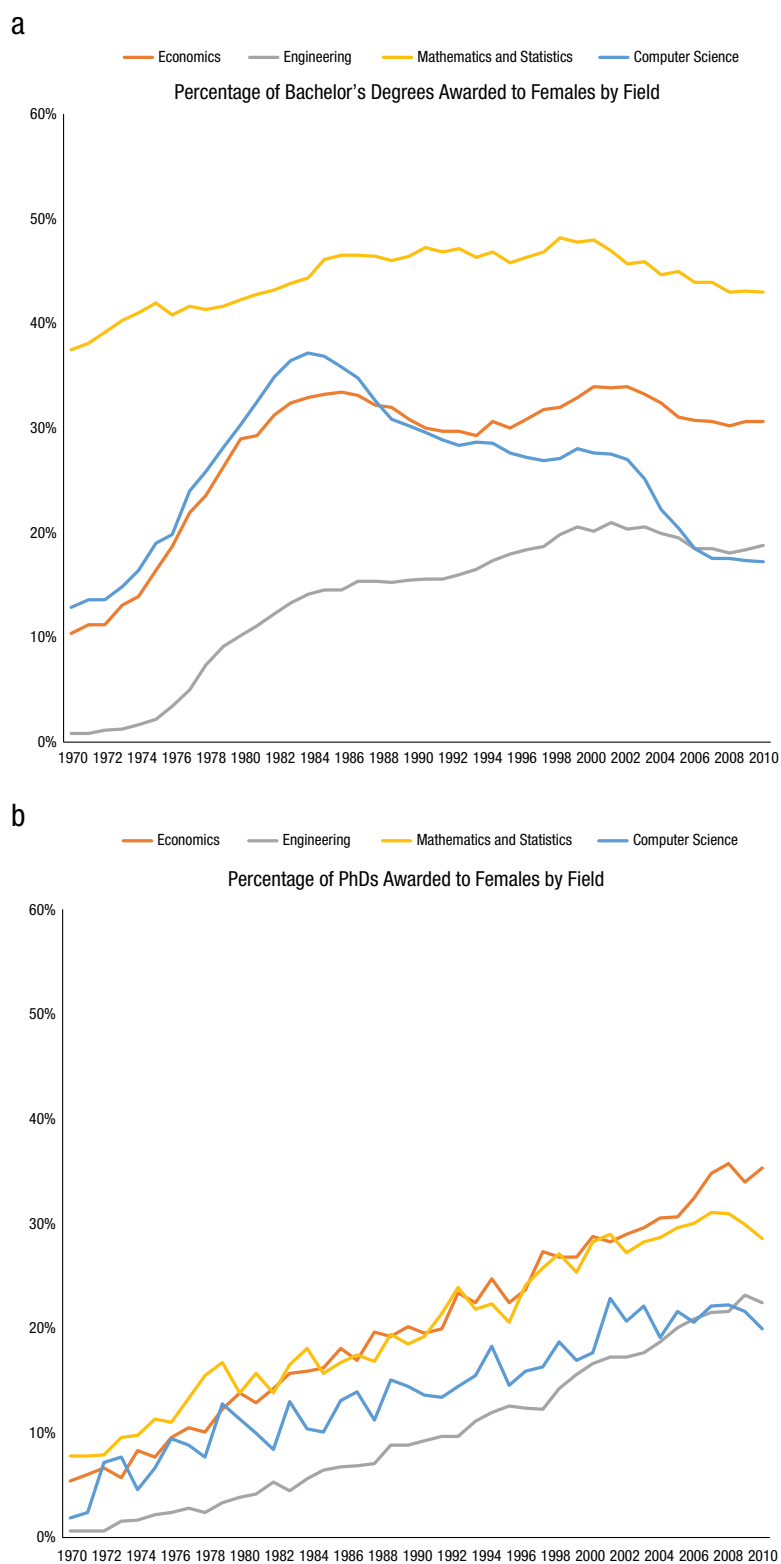 a
Economics Engineering Mathematics and Statistics Computer Science
Percentage of Bachelor's Degrees Awarded to Females by Field
60%
50%
40%
30%
20%
10%
0%
1970 1972 1974 1976 1978 1980 1982 1984 1986 1988 1990 1992 1994 1996 1998 2000 2002 2004 2006 2008 2010
b
Economics Engineering Mathematics and Statistics Computer Science
Percentage of PhDs Awarded to Females by Field
60%
50%
40%
30%
20%
10%
0%
1970 1972 1974 1976 1978 1980 1982 1984 1986 1988 1990 1992 1994 1996 1998 2000 2002 2004 2006 2008 2010